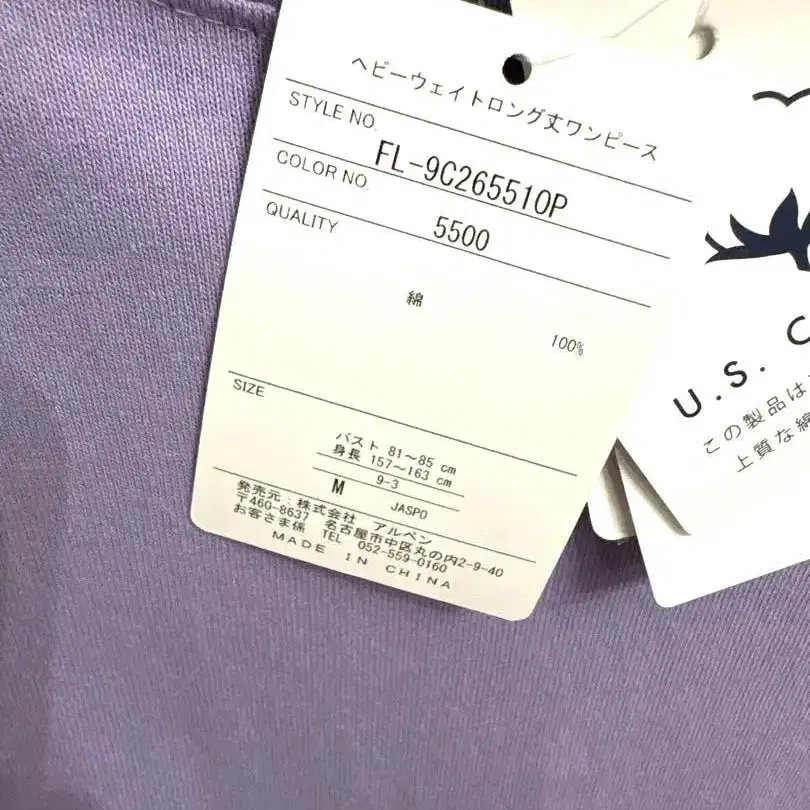 ヘビーウェイトロング丈ワンピース
STYLE NO.
FL-9C265510P
COLOR NO.
5500
QUALITY
綿
100%
SIZE
バスト 81～85 cm
身長 157～163 cm
9-3
M JASPO
発売元：株式会社 アルペン
〒460-8637 名古屋市中区丸の内2-9-40
お客さま係 TEL 052-559-0160
MADE IN CHINA
U.S. C
この製品は
上質な綿